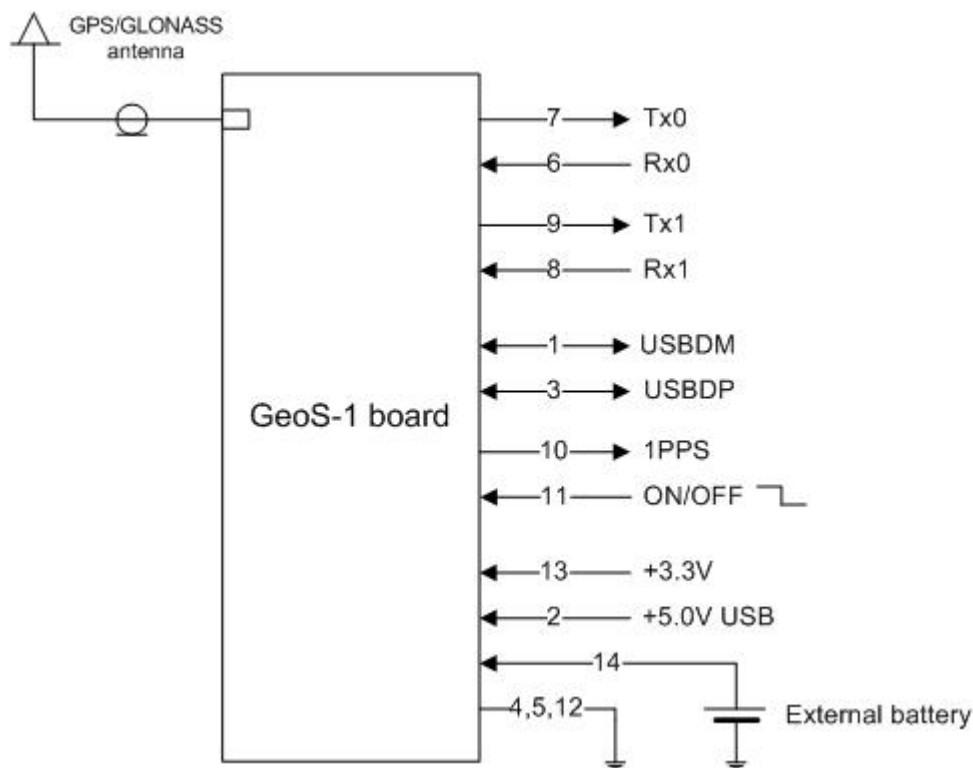 GPS/GLONASS
antenna
7 Tx0
6 Rx0
9 Tx1
8 Rx1
1 USBDM
3 USBDP
GeoS-1 board
10 1PPS
11 ON/OFF
13 +3.3V
2 +5.0V USB
14
4,5,12
External battery